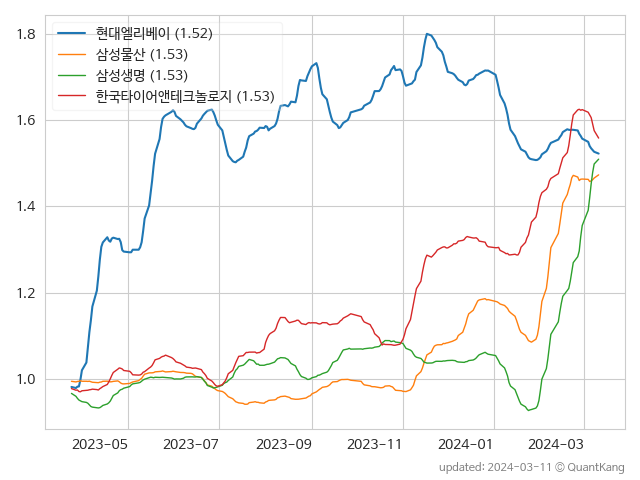 현대엘리베이 (1.52)
삼성물산 (1.53)
삼성생명 (1.53)
한국타이어앤테크놀로지 (1.53)
1.8
1.6
1.4
1.2
1.0
2023-05 2023-07 2023-09 2023-11 2024-01 2024-03
updated: 2024-03-11 © QuantKang